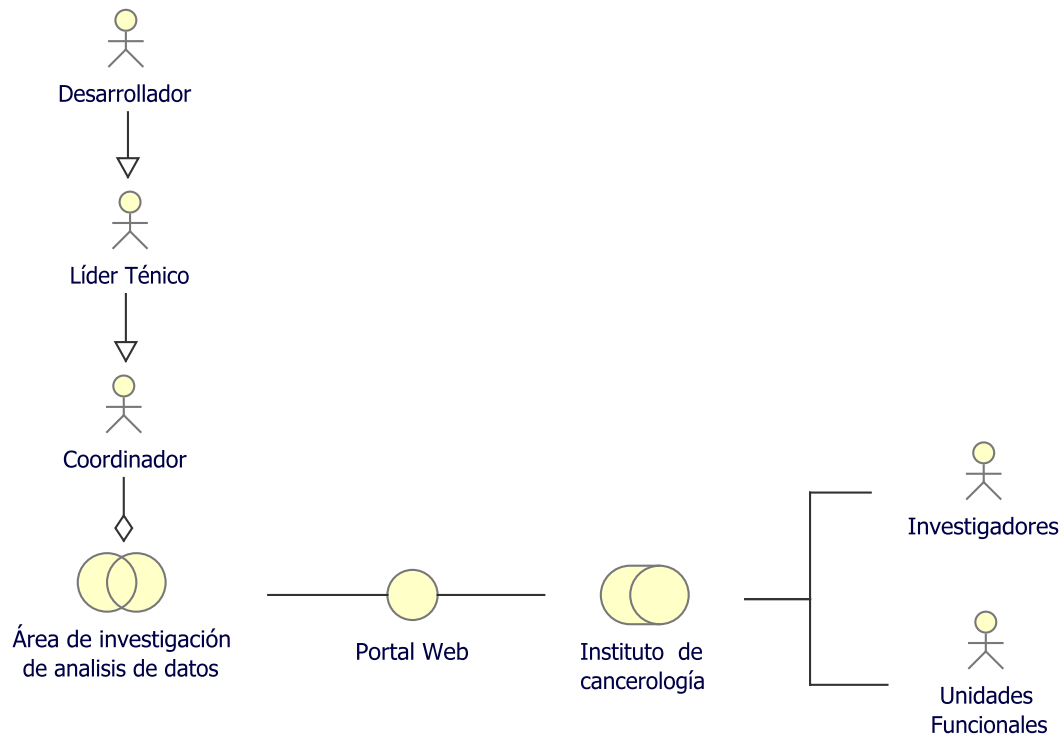 Desarrollador
Líder Ténico
Coordinador
Área de investigación
de analisis de datos
Portal Web
Instituto de
cancerología
Investigadores
Unidades
Funcionales